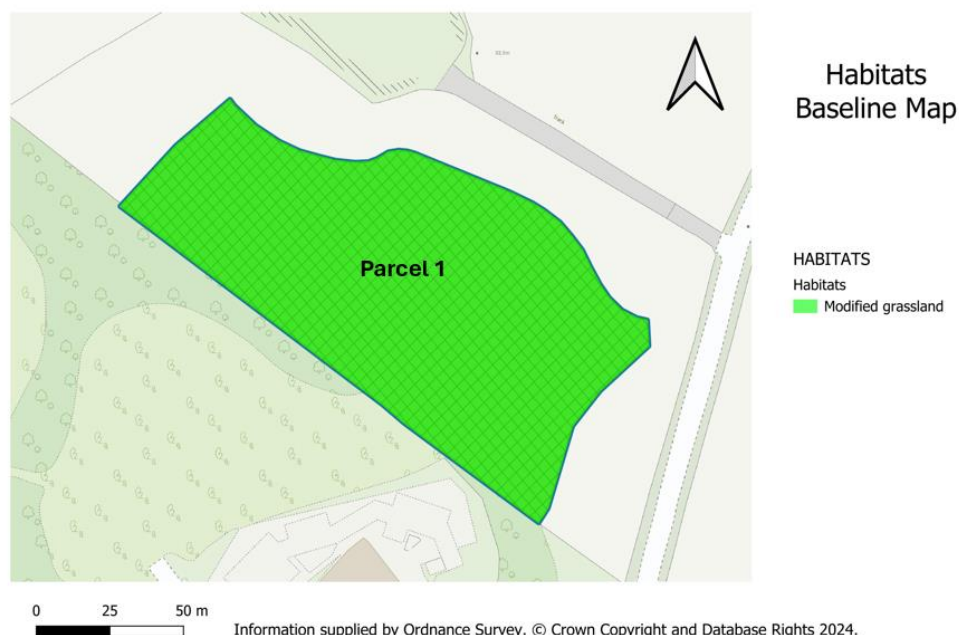 Habitats
Baseline Map
Track
Parcel 1
HABITATS
Habitats
Modified grassland
0 25 50 m
Information supplied by Ordnance Survey. © Crown Copyright and Database Rights 2024.